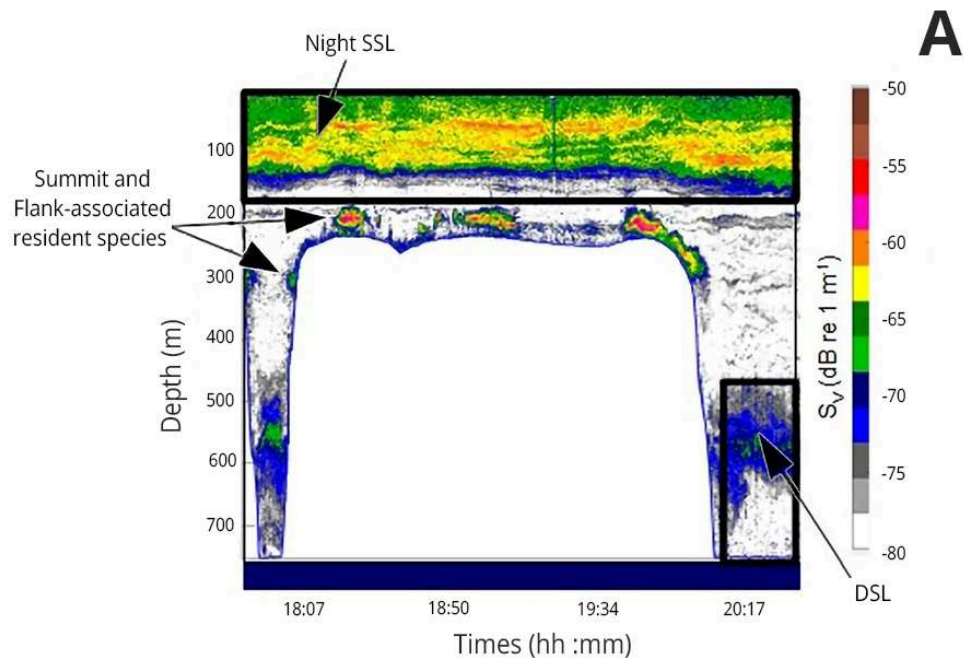 A
Night SSL
Summit and
Flank-associated
resident species
100
200
300
400
500
600
700
Depth (m)
18:07
18:50
19:34
20:17
Times (hh :mm)
-50
-55
-60
-65
-70
-75
-80
Sv (dB re 1 m-1)
DSL